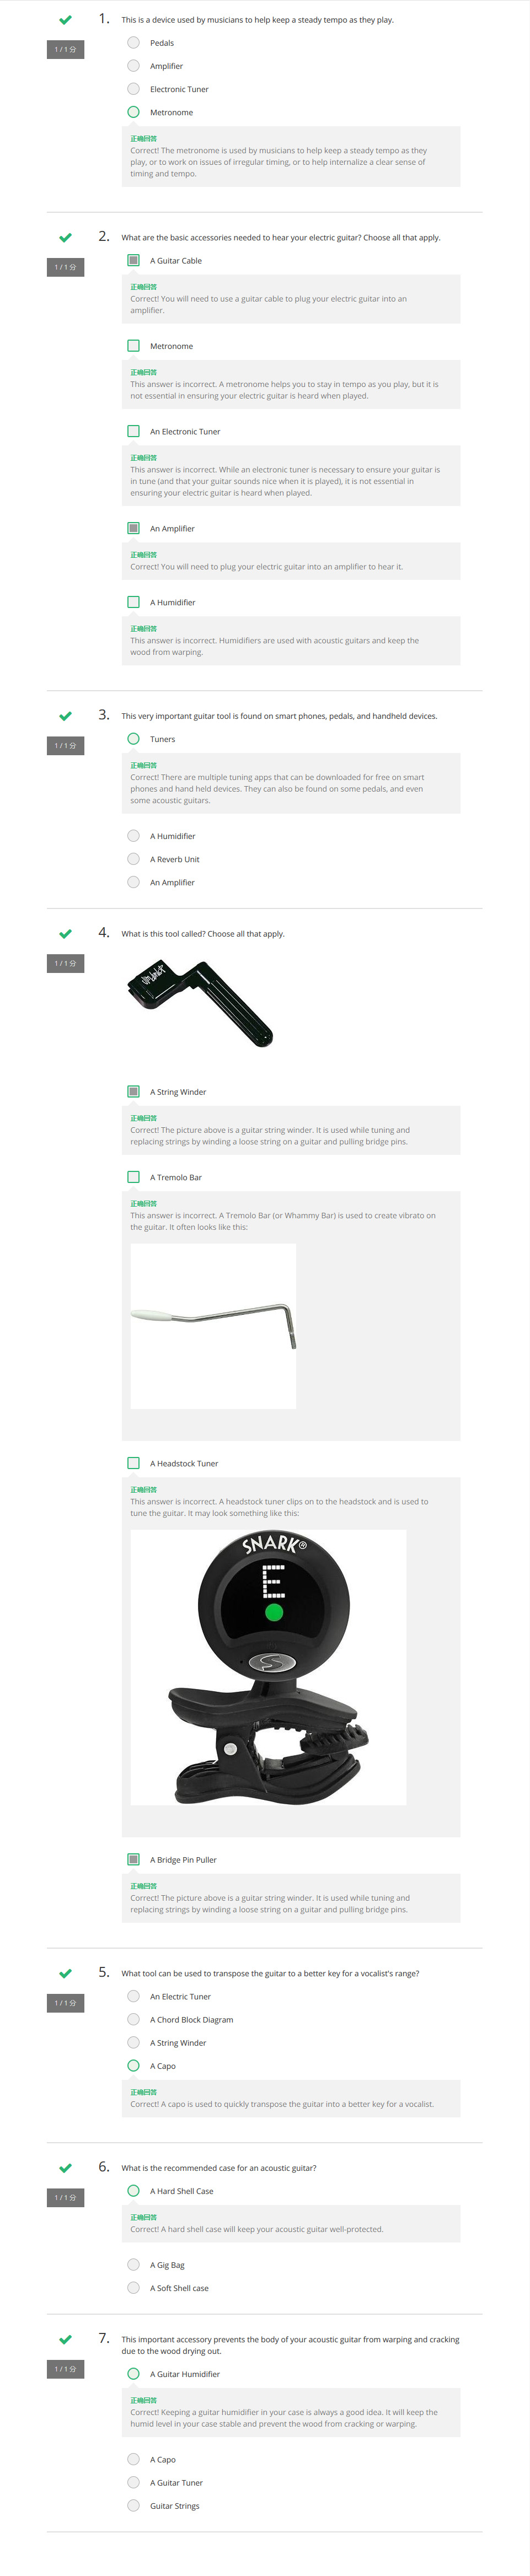 1. This is a device used by musicians to help keep a steady tempo as they play.
1 / 1 分
Pedals
Amplifier
Electronic Tuner
Metronome
正确回答
Correct! The metronome is used by musicians to help keep a steady tempo as they
play, or to work on issues of irregular timing, or to help internalize a clear sense of
timing and tempo.
2. What are the basic accessories needed to hear your electric guitar? Choose all that apply.
1 / 1 分
A Guitar Cable
正确回答
Correct! You will need to use a guitar cable to plug your electric guitar into an
amplifier.
Metronome
正确回答
This answer is incorrect. A metronome helps you to stay in tempo as you play, but it is
not essential in ensuring your electric guitar is heard when played.
An Electronic Tuner
正确回答
This answer is incorrect. While an electronic tuner is necessary to ensure your guitar is
in tune (and that your guitar sounds nice when it is played), it is not essential in
ensuring your electric guitar is heard when played.
An Amplifier
正确回答
Correct! You will need to plug your electric guitar into an amplifier to hear it.
A Humidifier
正确回答
This answer is incorrect. Humidifiers are used with acoustic guitars and keep the
wood from warping.
3. This very important guitar tool is found on smart phones, pedals, and handheld devices.
1 / 1 分
Tuners
正确回答
Correct! There are multiple tuning apps that can be downloaded for free on smart
phones and hand held devices. They can also be found on some pedals, and even
some acoustic guitars.
A Humidifier
A Reverb Unit
An Amplifier
4. What is this tool called? Choose all that apply.
1 / 1 分
A String Winder
正确回答
Correct! The picture above is a guitar string winder. It is used while tuning and
replacing strings by winding a loose string on a guitar and pulling bridge pins.
A Tremolo Bar
正确回答
This answer is incorrect. A Tremolo Bar (or Whammy Bar) is used to create vibrato on
the guitar. It often looks like this:
A Headstock Tuner
正确回答
This answer is incorrect. A headstock tuner clips on to the headstock and is used to
tune the guitar. It may look something like this:
SNARK®
E
S
A Bridge Pin Puller
正确回答
Correct! The picture above is a guitar string winder. It is used while tuning and
replacing strings by winding a loose string on a guitar and pulling bridge pins.
5. What tool can be used to transpose the guitar to a better key for a vocalist's range?
1 / 1 分
An Electric Tuner
A Chord Block Diagram
A String Winder
A Capo
正确回答
Correct! A capo is used to quickly transpose the guitar into a better key for a vocalist.
6. What is the recommended case for an acoustic guitar?
1 / 1 分
A Hard Shell Case
正确回答
Correct! A hard shell case will keep your acoustic guitar well-protected.
A Gig Bag
A Soft Shell case
7. This important accessory prevents the body of your acoustic guitar from warping and cracking
due to the wood drying out.
1 / 1 分
A Guitar Humidifier
正确回答
Correct! Keeping a guitar humidifier in your case is always a good idea. It will keep the
humid level in your case stable and prevent the wood from cracking or warping.
A Capo
A Guitar Tuner
Guitar Strings